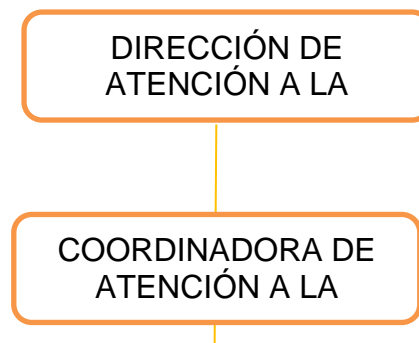 DIRECCIÓN DE
ATENCIÓN A LA
COORDINADORA DE
ATENCIÓN A LA